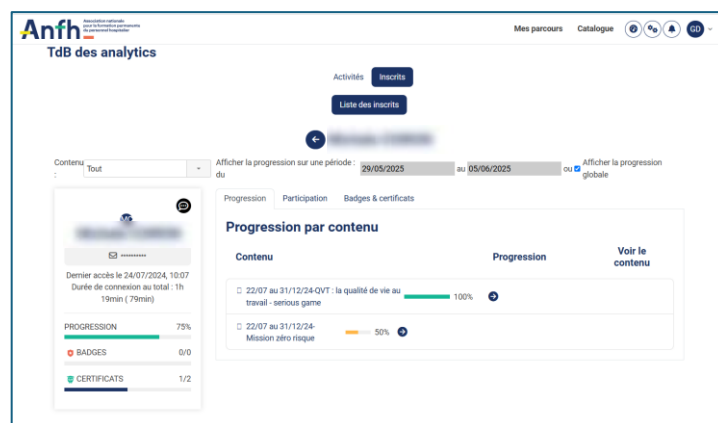 Anfh
Association nationale
pour la formation permanente
du personnel hospitalier
Mes parcours Catalogue GD
TdB des analytics
Activités Inscrits
Liste des inscrits
Contenu : Tout
Afficher la progression sur une période : du 29/05/2025 au 05/06/2025 ou Afficher la progression globale
Dernier accès le 24/07/2024, 10:07
Durée de connexion au total : 1h
19min ( 79min)
PROGRESSION 75%
BADGES 0/0
CERTIFICATS 1/2
Progression Participation Badges & certificats
Progression par contenu
Contenu Progression Voir le
contenu
22/07 au 31/12/24-QVT : la qualité de vie au
travail - serious game 100%
22/07 au 31/12/24-
Mission zéro risque 50%